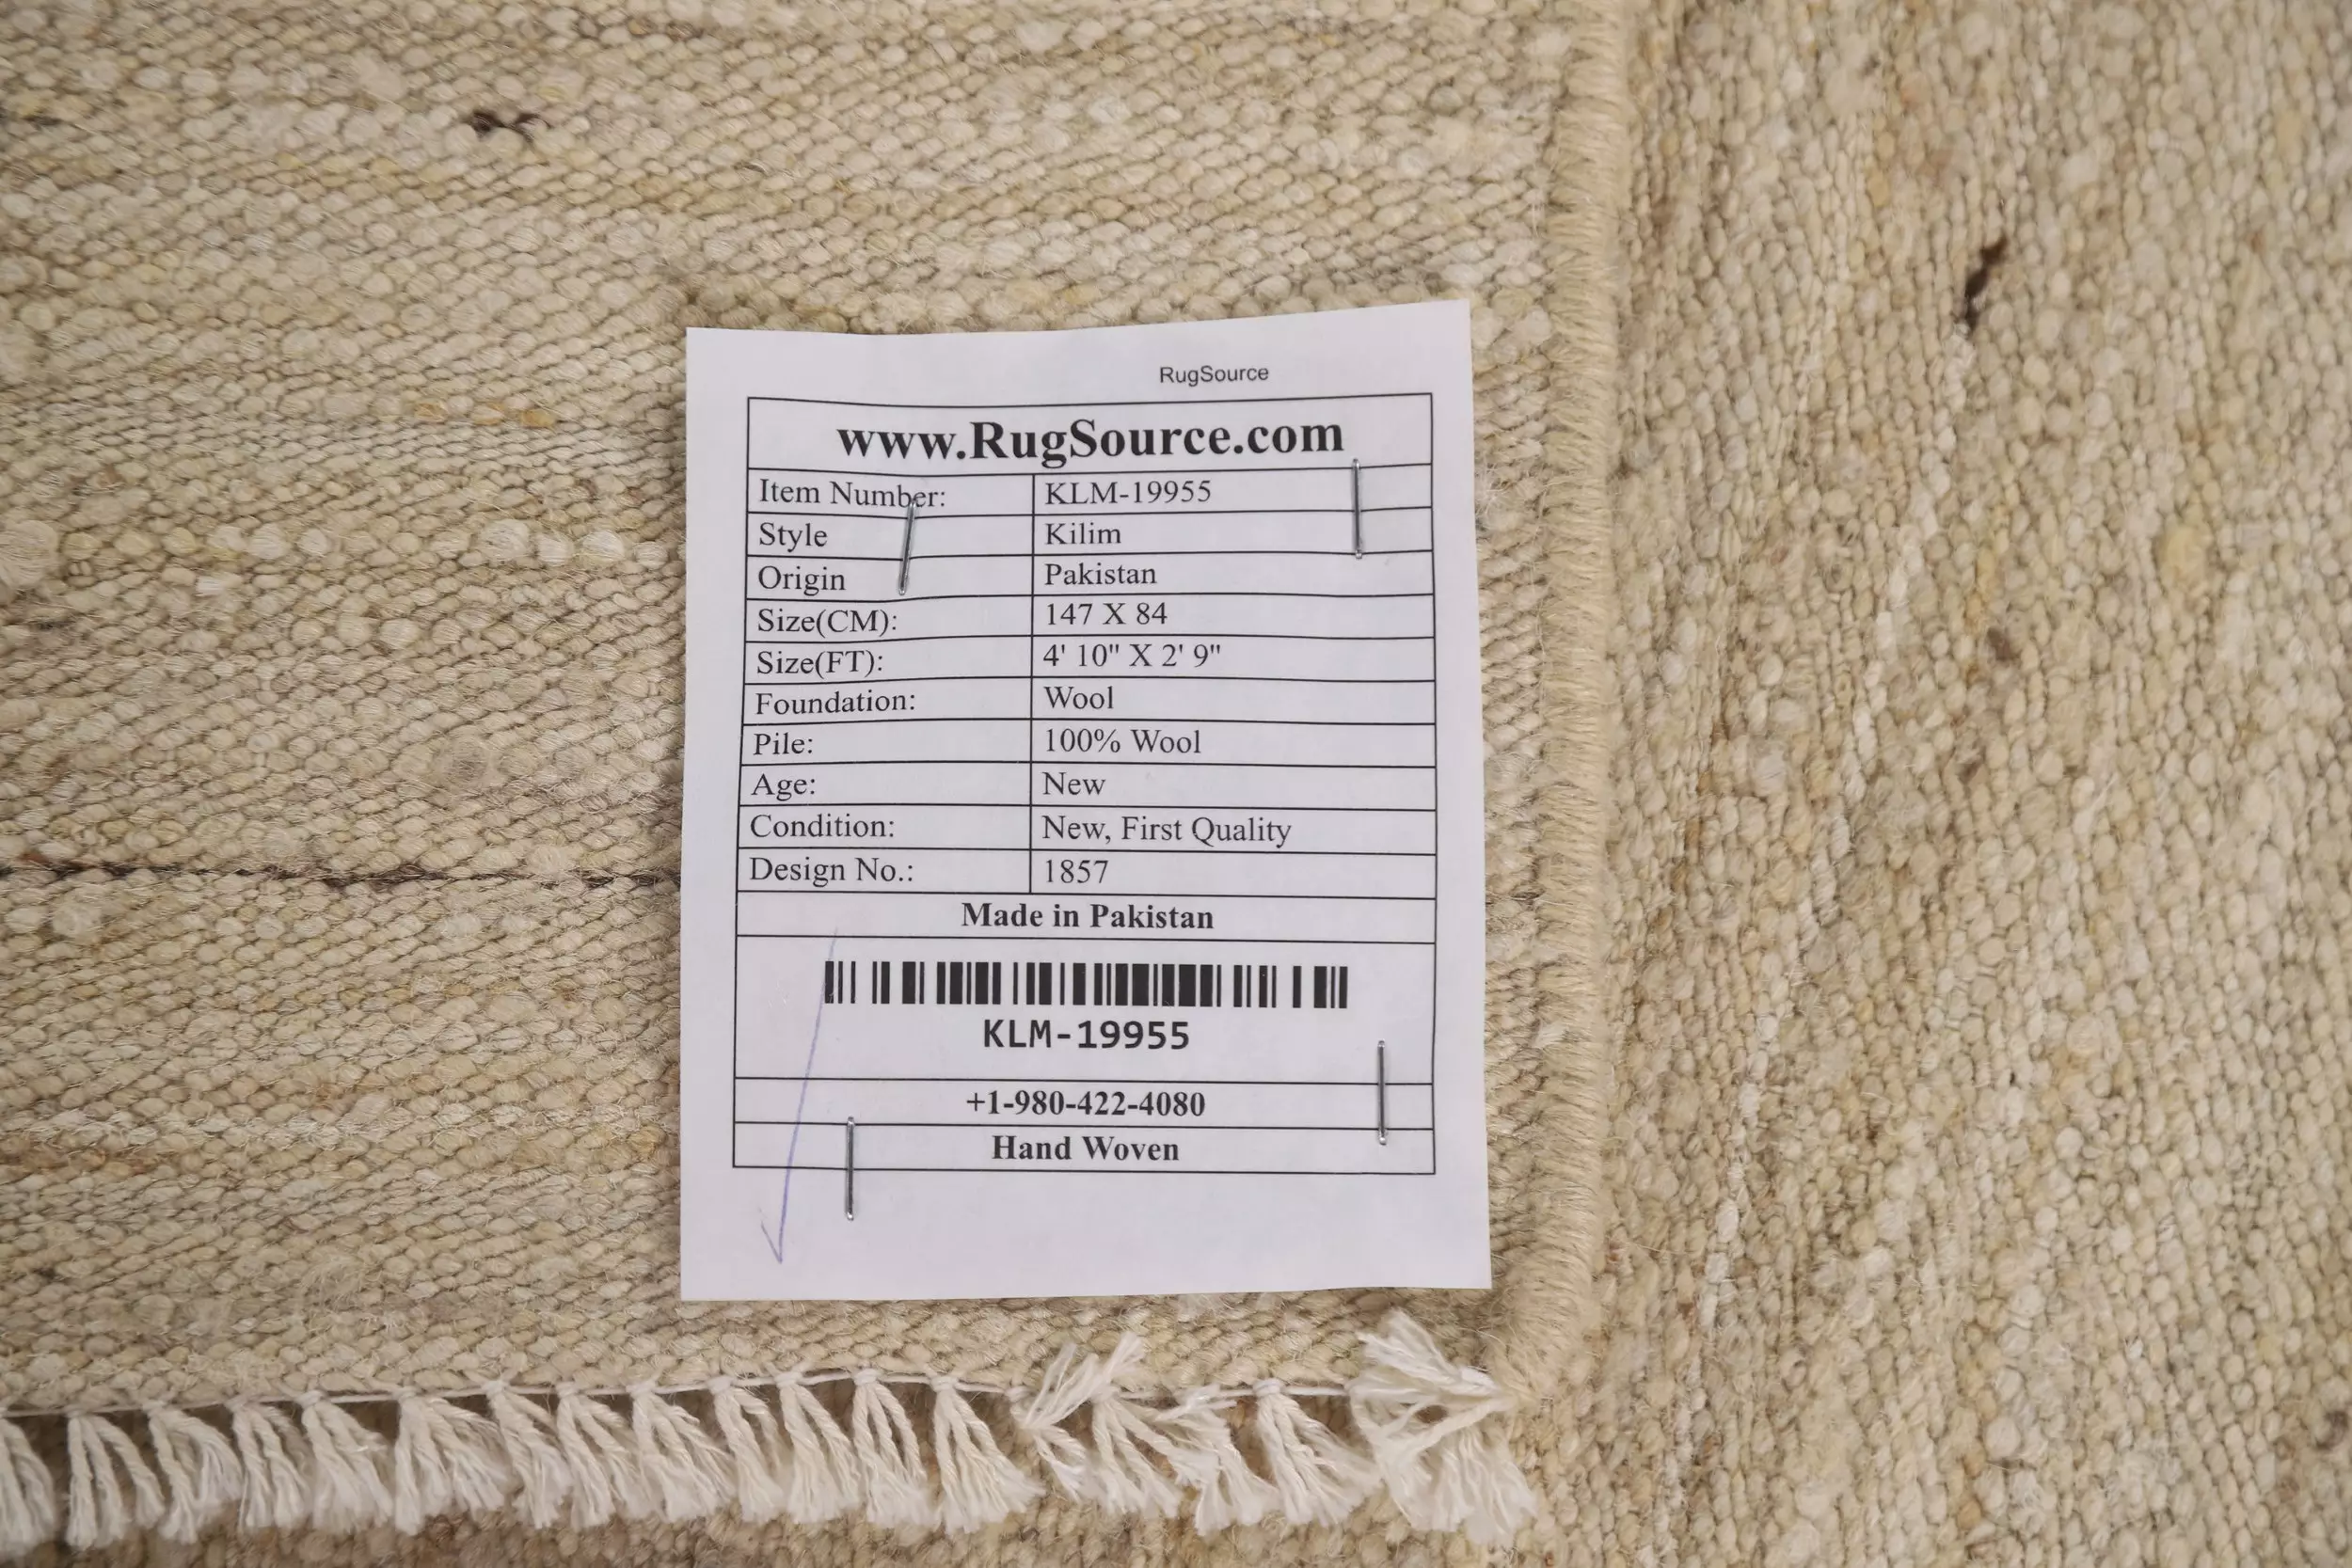 RugSource
www.RugSource.com
Item Number: KLM-19955
Style Kilim
Origin Pakistan
Size(CM): 147 X 84
Size(FT): 4' 10" X 2' 9"
Foundation: Wool
Pile: 100% Wool
Age: New
Condition: New, First Quality
Design No.: 1857
Made in Pakistan
KLM-19955
+1-980-422-4080
Hand Woven